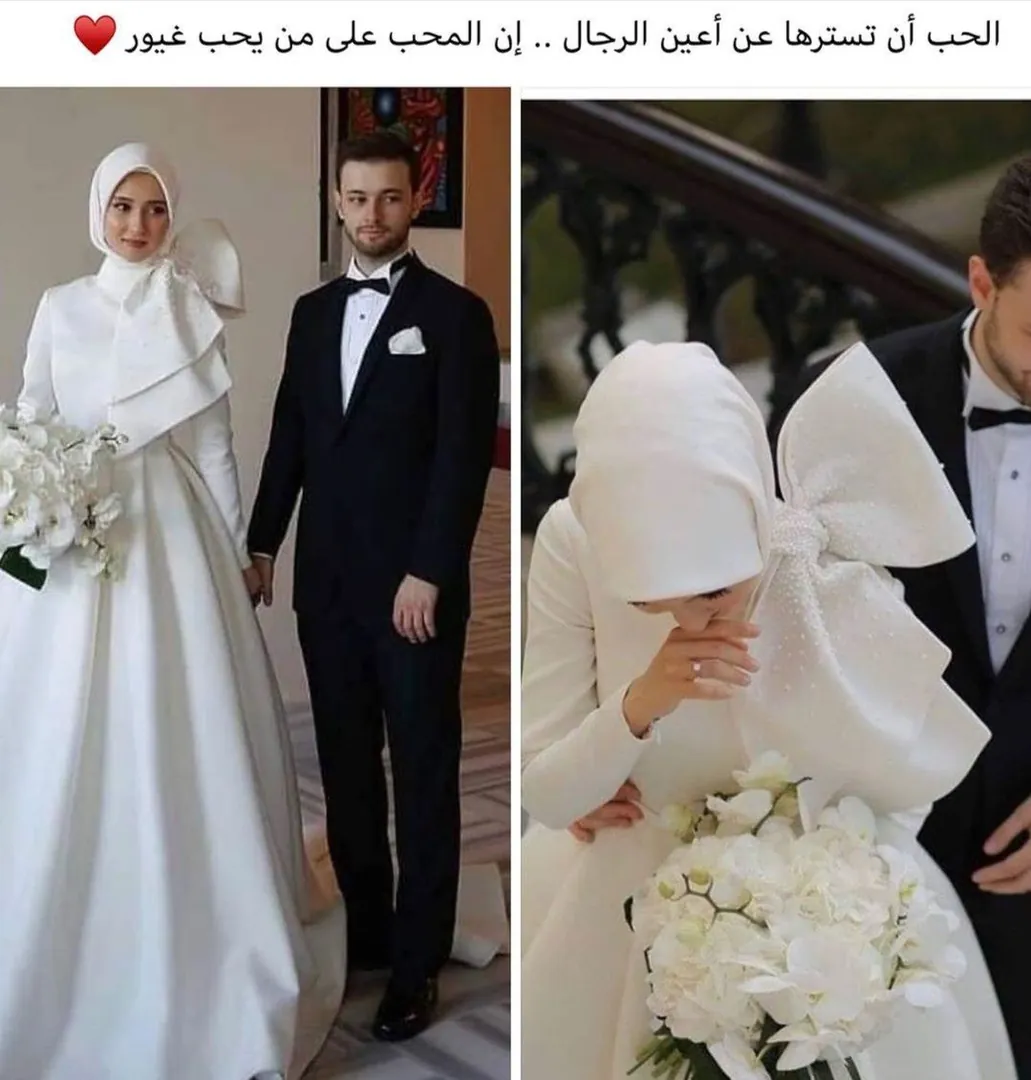 الحب أن تسترها عن أعين الرجال .. إن المحب على من يحب غيور ♥️